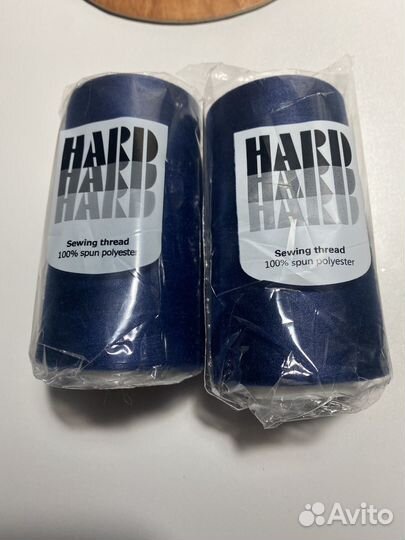 HARD
HARD
HARD
Sewing thread
100% spun polyester
HARD
HARD
HARD
Sewing thread
100% spun polyester
Avito